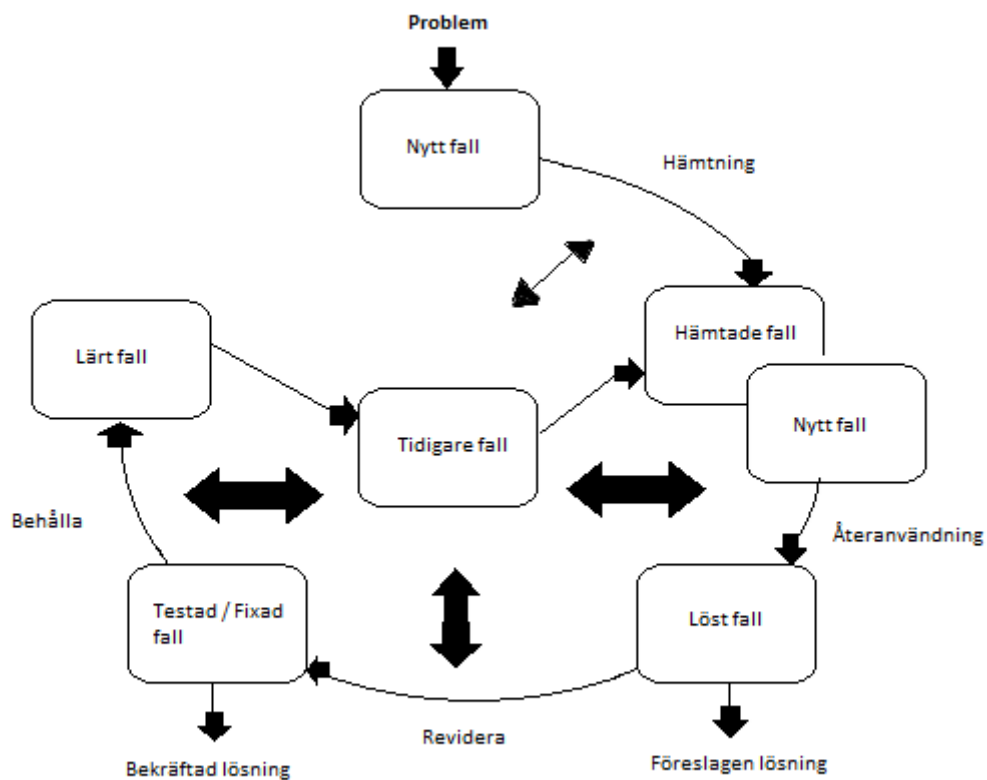 Problem
Nytt fall
Hämtning
Hämtade fall
Lärt fall
Tidigare fall
Nytt fall
Behålla
Återanvändning
Testad / Fixad
fall
Löst fall
Revidera
Bekräftad lösning
Föreslagen lösning